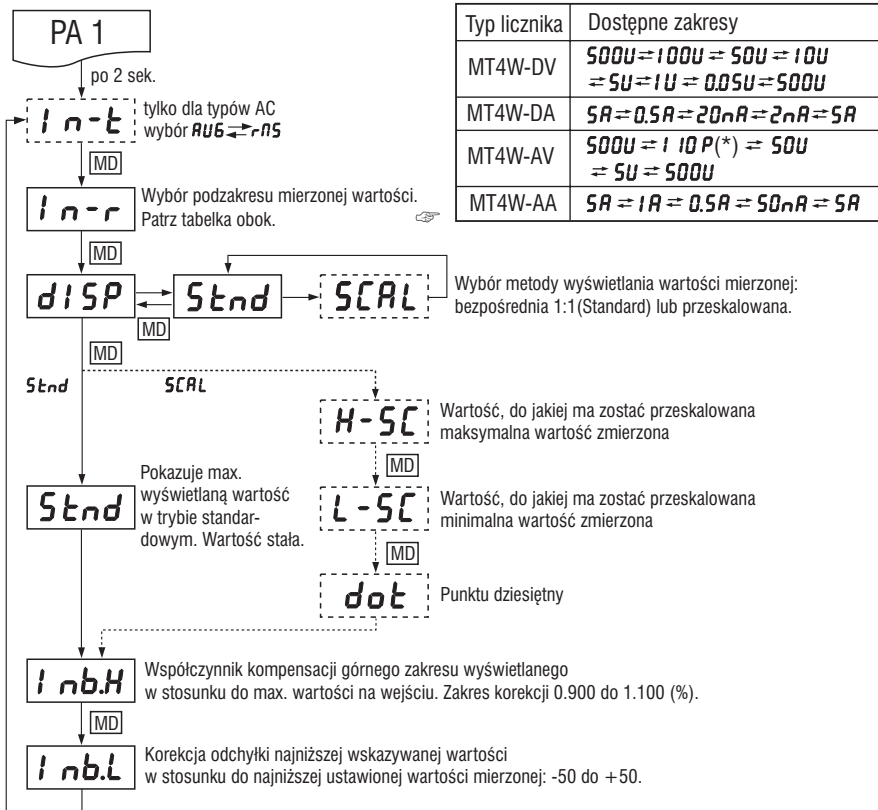 PA 1
po 2 sek.
In-t
tylko dla typów AC
wybór AVG ⇄ rMS
MD
In-r
Wybór podzakresu mierzonej wartości.
Patrz tabelka obok. ☞
MD
Typ licznika Dostępne zakresy
MT4W-DV 500V ⇄ 100V ⇄ 50V ⇄ 10V
⇄ 5V ⇄ 1V ⇄ 0.05V ⇄ 500V
MT4W-DA 5A ⇄ 0.5A ⇄ 20mA ⇄ 2mA ⇄ 5A
MT4W-AV 500V ⇄ 110P(*) ⇄ 50V
⇄ 5V ⇄ 500V
MT4W-AA 5A ⇄ 1A ⇄ 0.5A ⇄ 50mA ⇄ 5A
dISP Stnd SCAL
MD
Wybór metody wyświetlania wartości mierzonej:
bezpośrednia 1:1(Standard) lub przeskalowana.
MD
Stnd SCAL
H-SC
Wartość, do jakiej ma zostać przeskalowana
maksymalna wartość zmierzona
MD
Stnd
Pokazuje max.
wyświetlaną wartość
w trybie standar-
dowym. Wartość stała.
L-SC
Wartość, do jakiej ma zostać przeskalowana
minimalna wartość zmierzona
MD
dot
Punktu dziesiętny
Inb.H
Współczynnik kompensacji górnego zakresu wyświetlanego
w stosunku do max. wartości na wejściu. Zakres korekcji 0.900 do 1.100 (%).
MD
Inb.L
Korekcja odchyłki najniższej wskazywanej wartości
w stosunku do najniższej ustawionej wartości mierzonej: -50 do +50.